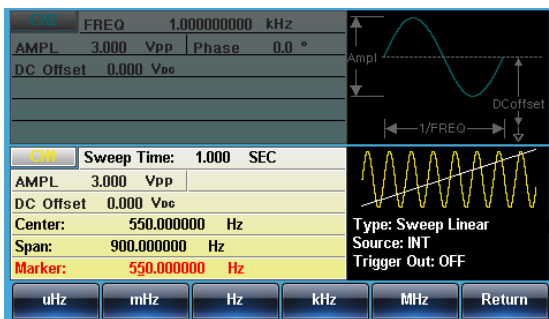 CH2 FREQ 1.000000000 kHz
AMPL 3.000 Vpp Phase 0.0 °
DC Offset 0.000 VDC
Ampl
DCoffset
1/FREQ
CH1 Sweep Time: 1.000 SEC
AMPL 3.000 Vpp
DC Offset 0.000 VDC
Center: 550.000000 Hz
Span: 900.000000 Hz
Marker: 550.000000 Hz
Type: Sweep Linear
Source: INT
Trigger Out: OFF
uHz mHz Hz kHz MHz Return